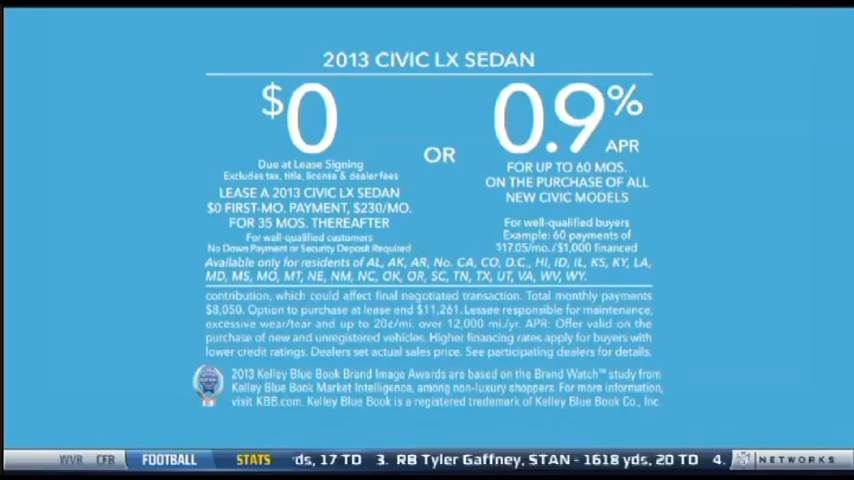 2013 CIVIC LX SEDAN
$0
Due at Lease Signing
Excludes tax, title, license & dealer fees
LEASE A 2013 CIVIC LX SEDAN
$0 FIRST-MO. PAYMENT, $230/MO.
FOR 35 MOS. THEREAFTER
For well-qualified customers
No Down Payment or Security Deposit Required
OR
0.9%
APR
FOR UP TO 60 MOS.
ON THE PURCHASE OF ALL
NEW CIVIC MODELS
For well-qualified buyers
Example: 60 payments of
$17.05/mo./$1,000 financed
Available only for residents of AL, AK, AR, No. CA, CO, D.C., HI, ID, IL, KS, KY, LA,
MD, MS, MO, MT, NE, NM, NC, OK, OR, SC, TN, TX, UT, VA, WV, WY.
contribution, which could affect final negotiated transaction. Total monthly payments
$8,050. Option to purchase at lease end $11,261. Lessee responsible for maintenance,
excessive wear/tear and up to 20¢/mi. over 12,000 mi./yr. APR: Offer valid on the
purchase of new and unregistered vehicles. Higher financing rates apply for buyers with
lower credit ratings. Dealers set actual sales price. See participating dealers for details.
2013 Kelley Blue Book Brand Image Awards are based on the Brand Watch™ study from
Kelley Blue Book Market Intelligence, among non-luxury shoppers. For more information,
visit KBB.com. Kelley Blue Book is a registered trademark of Kelley Blue Book Co., Inc.
WVR CFB FOOTBALL STATS ds, 17 TD 3. RB Tyler Gaffney, STAN - 1618 yds, 20 TD 4. NETWORKS